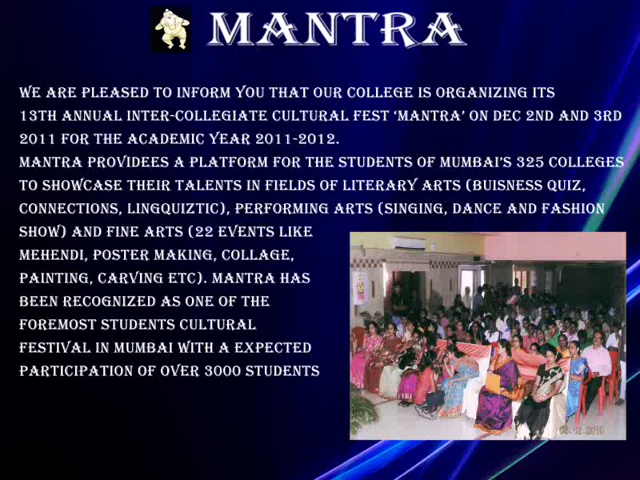 MANTRA
WE ARE PLEASED TO INFORM YOU THAT OUR COLLEGE IS ORGANIZING ITS
13TH ANNUAL INTER-COLLEGIATE CULTURAL FEST ‘MANTRA’ ON DEC 2ND AND 3RD
2011 FOR THE ACADEMIC YEAR 2011-2012.
MANTRA PROVIDEES A PLATFORM FOR THE STUDENTS OF MUMBAI’S 325 COLLEGES
TO SHOWCASE THEIR TALENTS IN FIELDS OF LITERARY ARTS (BUISNESS QUIZ,
CONNECTIONS, LINGQUIZTIC), PERFORMING ARTS (SINGING, DANCE AND FASHION
SHOW) AND FINE ARTS (22 EVENTS LIKE
MEHENDI, POSTER MAKING, COLLAGE,
PAINTING, CARVING ETC). MANTRA HAS
BEEN RECOGNIZED AS ONE OF THE
FOREMOST STUDENTS CULTURAL
FESTIVAL IN MUMBAI WITH A EXPECTED
PARTICIPATION OF OVER 3000 STUDENTS